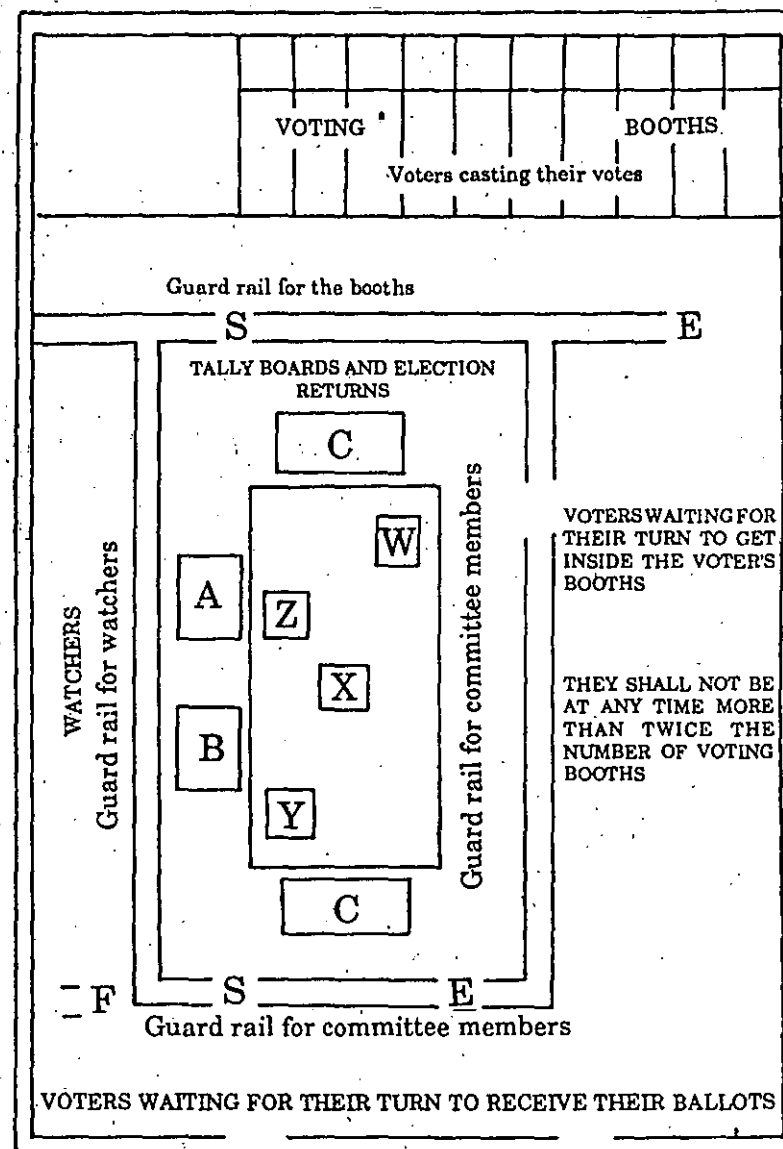 VOTING BOOTHS
Voters casting their votes
Guard rail for the booths
S E
TALLY BOARDS AND ELECTION
RETURNS
C
W
A
Z
X
B
Y
C
WATCHERS
Guard rail for watchers
Guard rail for committee members
VOTERS WAITING FOR
THEIR TURN TO GET
INSIDE THE VOTER'S
BOOTHS
THEY SHALL NOT BE
AT ANY TIME MORE
THAN TWICE THE
NUMBER OF VOTING
BOOTHS
F S E
Guard rail for committee members
VOTERS WAITING FOR THEIR TURN TO RECEIVE THEIR BALLOTS